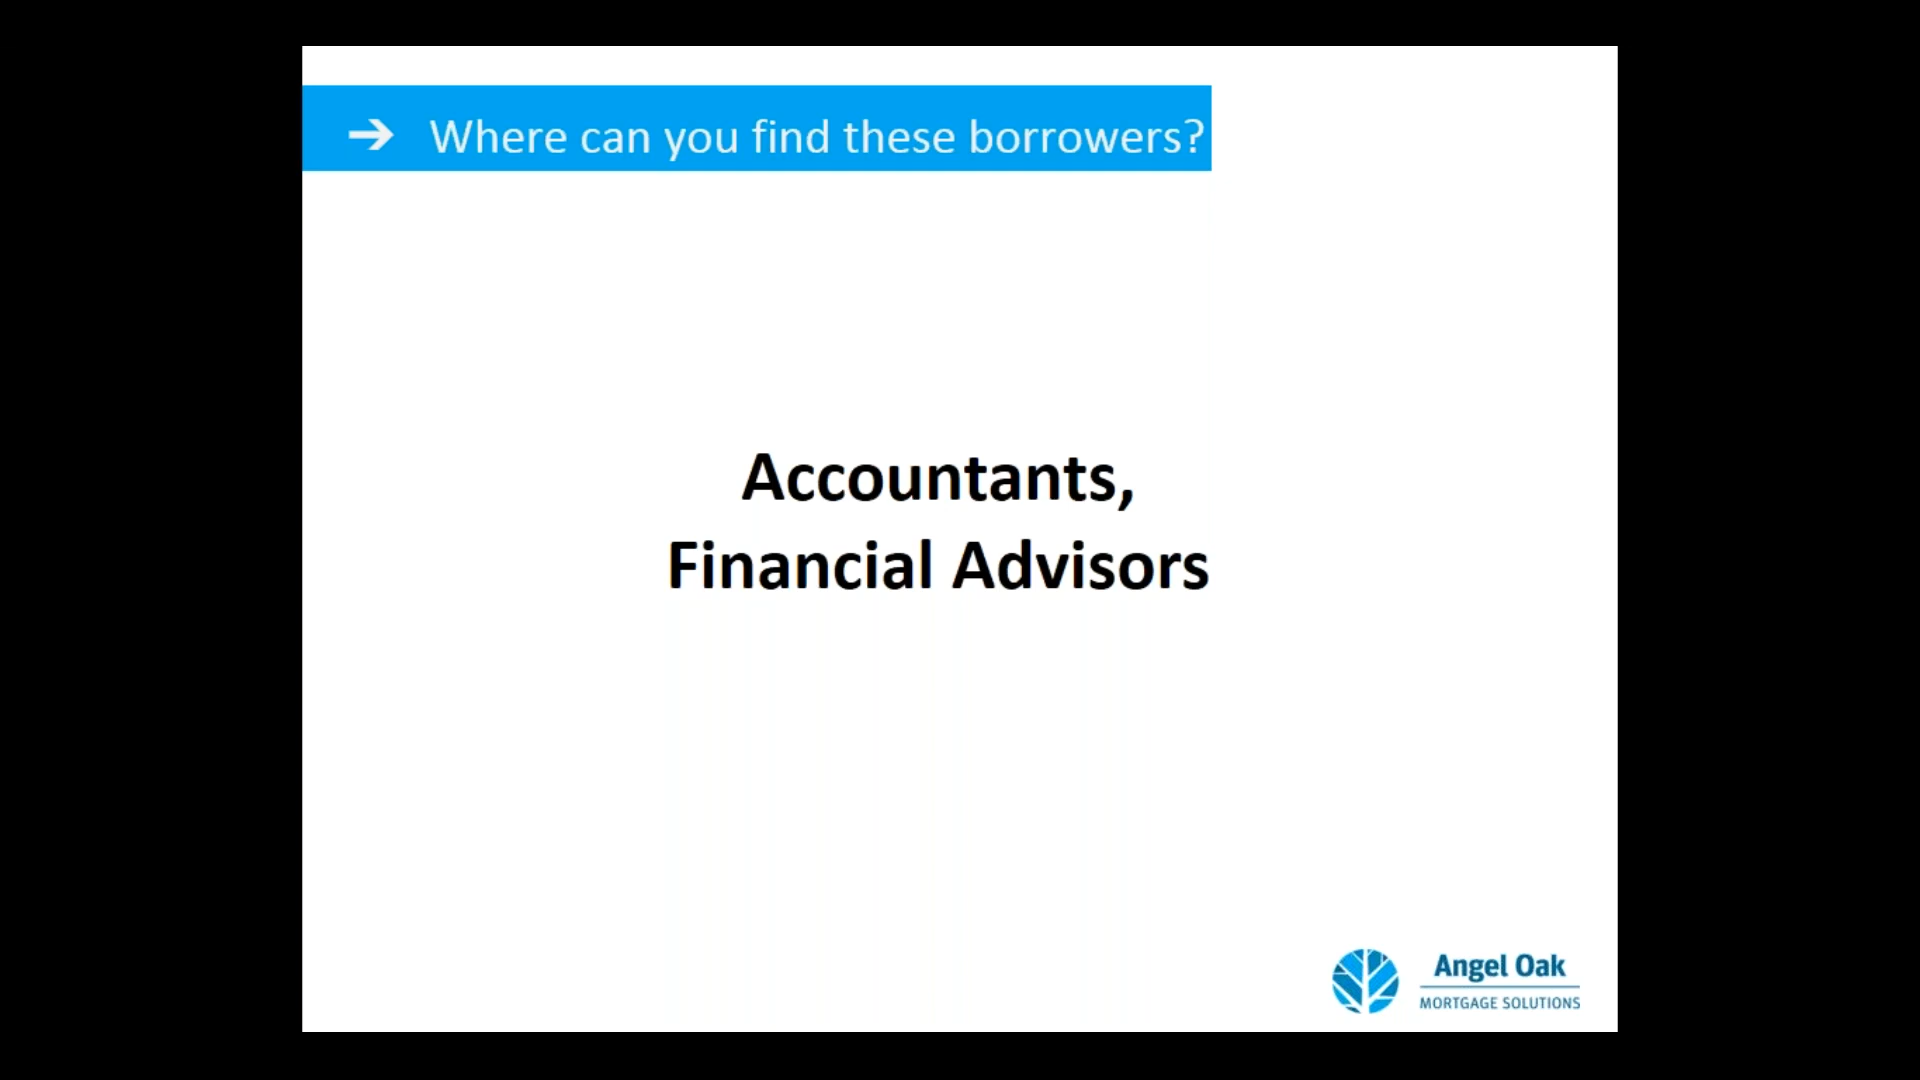 ➔ Where can you find these borrowers?
Accountants,
Financial Advisors
Angel Oak
MORTGAGE SOLUTIONS